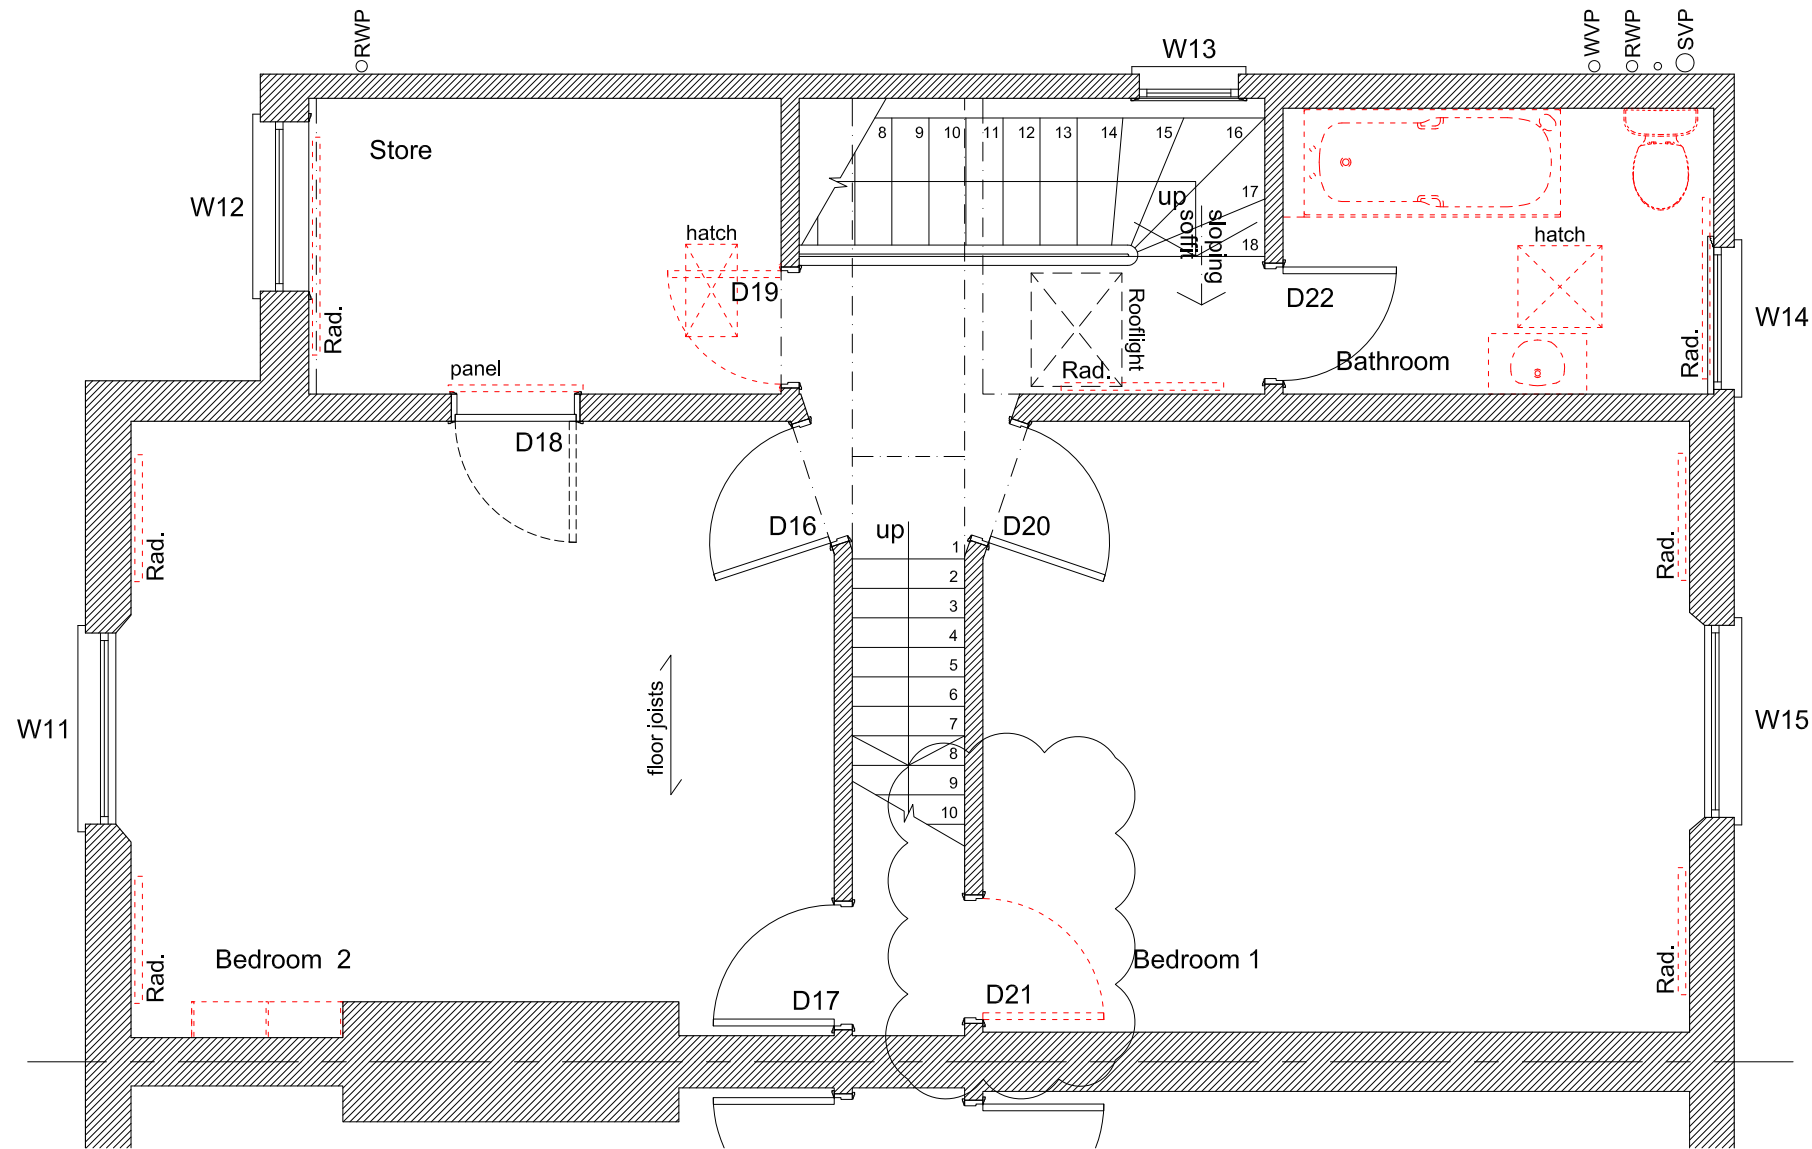 RWP
W13
WVP
RWP
SVP
Store
8 9 10 11 12 13 14 15 16
17
18
up
sloping
soffit
W12
hatch
D19
Rad.
panel
Rooflight
Rad.
D22
hatch
Bathroom
Rad.
W14
D18
D16
up
D20
1
2
3
4
5
6
7
8
9
10
Rad.
Rad.
W11
floor joists
W15
Bedroom 2
Rad.
Bedroom 1
Rad.
D17
D21